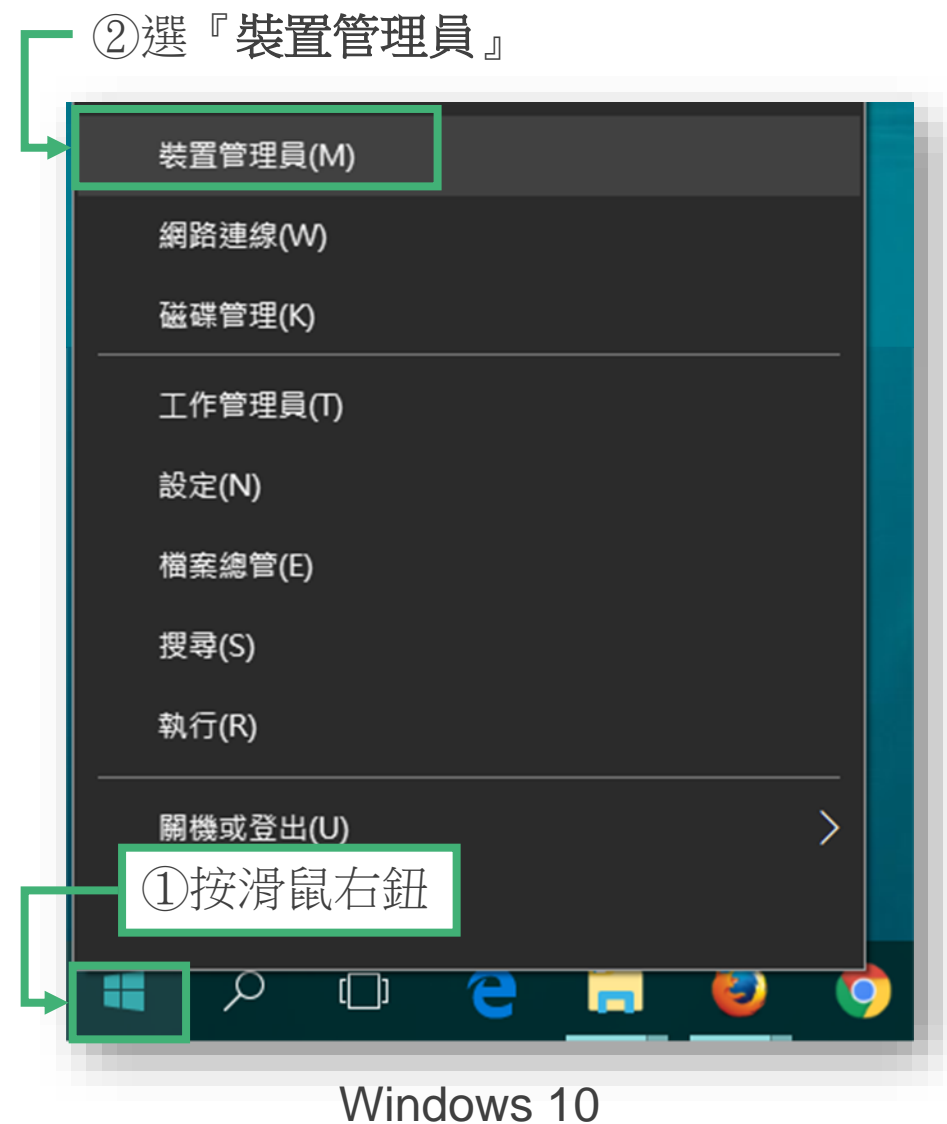 ②選『裝置管理員』
裝置管理員(M)
網路連線(W)
磁碟管理(K)
工作管理員(T)
設定(N)
檔案總管(E)
搜尋(S)
執行(R)
關機或登出(U)
①按滑鼠右鈕
Windows 10